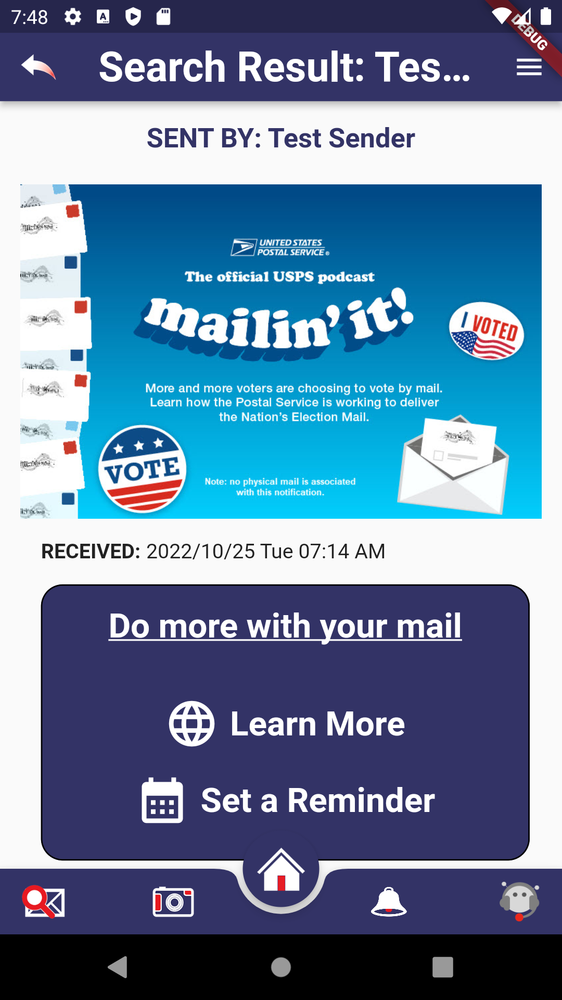 7:48
A
DEBUG
Search Result: Tes...
SENT BY: Test Sender
UNITED STATES
POSTAL SERVICE®
The official USPS podcast
mailin' it!
I VOTED
More and more voters are choosing to vote by mail.
Learn how the Postal Service is working to deliver
the Nation's Election Mail.
VOTE
Note: no physical mail is associated
with this notification.
RECEIVED: 2022/10/25 Tue 07:14 AM
Do more with your mail
Learn More
Set a Reminder